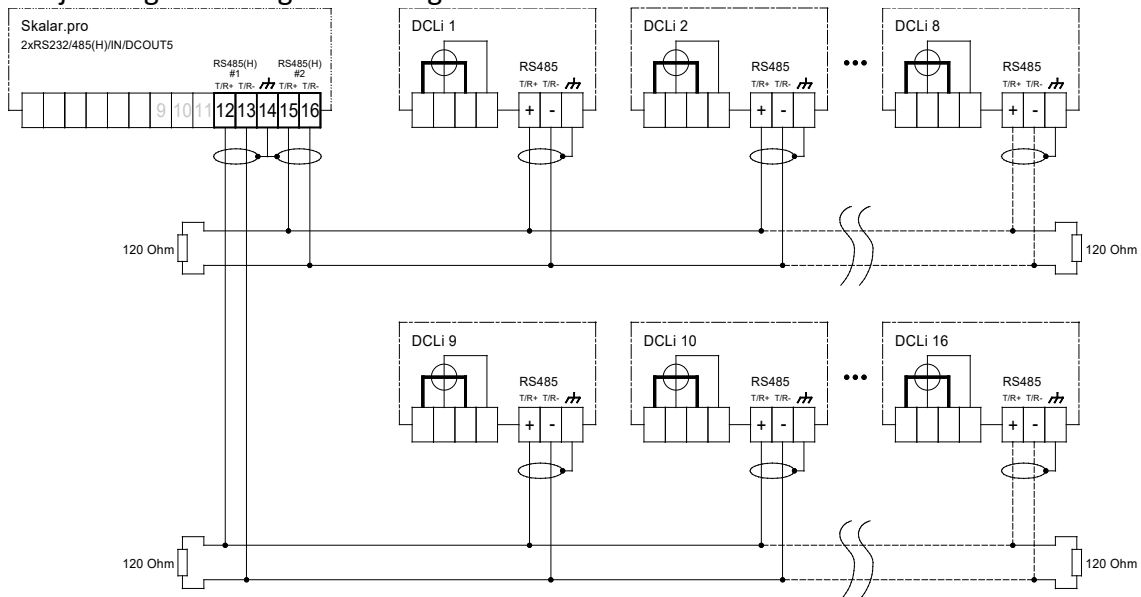 Skalar.pro
2xRS232/485(H)/IN/DCOUT5
RS485(H) RS485(H)
#1 #2
T/R+ T/R- T/R+ T/R-
9 10 11 12 13 14 15 16
DCLi 1
RS485
T/R+ T/R-
+ -
DCLi 2
RS485
T/R+ T/R-
+ -
•••
DCLi 8
RS485
T/R+ T/R-
+ -
120 Ohm
120 Ohm
DCLi 9
RS485
T/R+ T/R-
+ -
DCLi 10
RS485
T/R+ T/R-
+ -
•••
DCLi 16
RS485
T/R+ T/R-
+ -
120 Ohm
120 Ohm